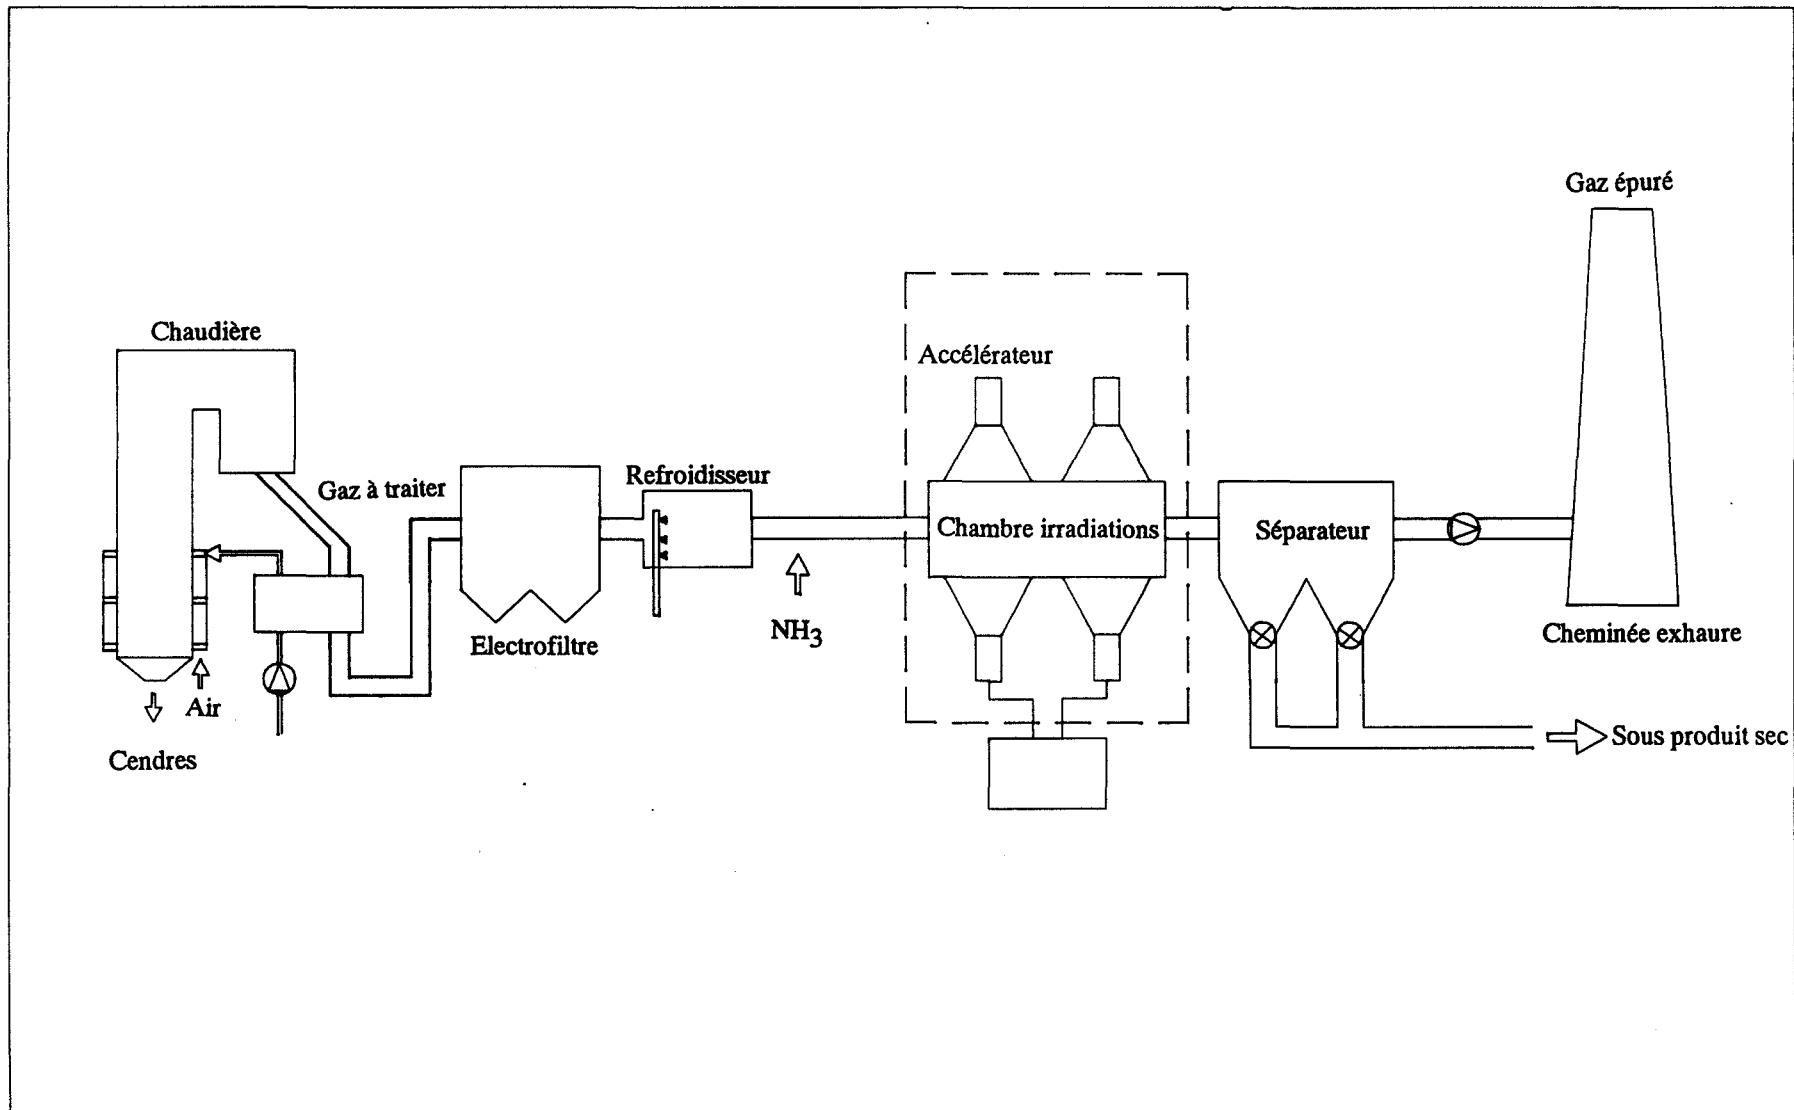 Gaz épuré
Chaudière
Accélérateur
Gaz à traiter
Refroidisseur
Chambre irradiations
Séparateur
NH3
Electrofiltre
Cheminée exhaure
Air
Cendres
Sous produit sec